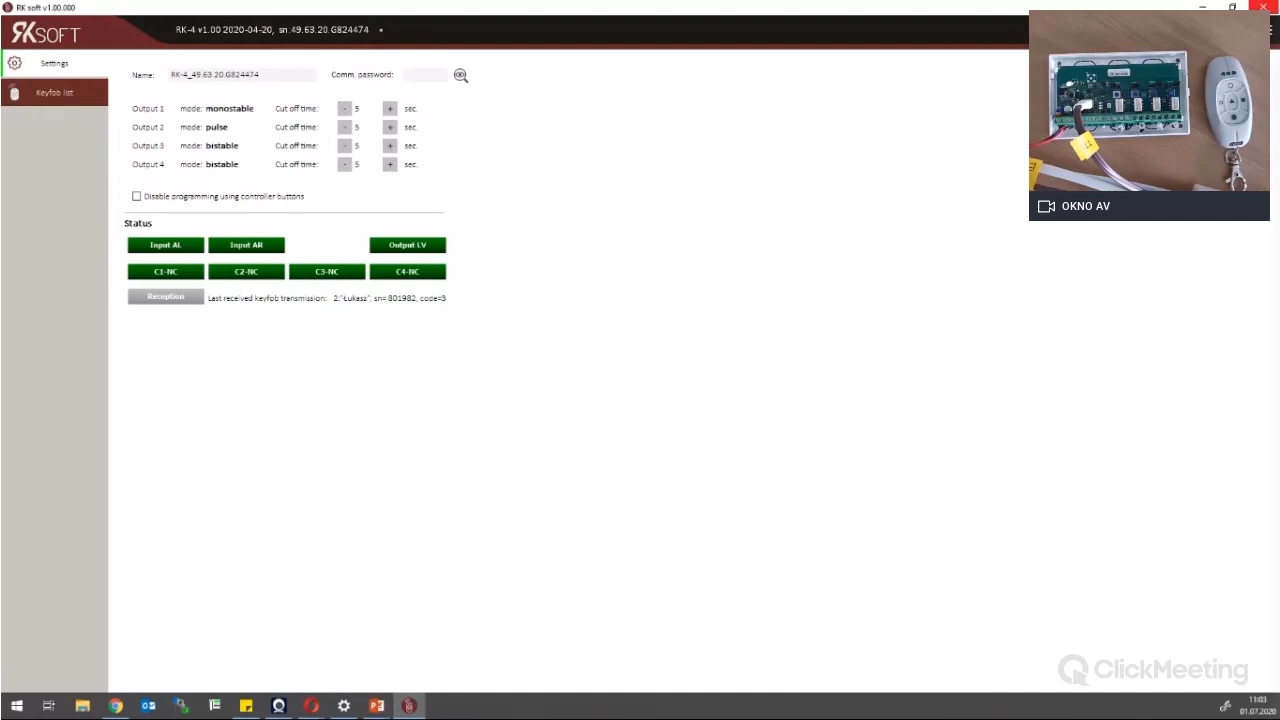 RK soft v1.00.000
RK SOFT
RK-4 v1.00 2020-04-20, sn:49.63.20.G824474
Settings
Keyfob list
Name: RK-4_49.63.20.G824474 Comm. password:
Output 1 mode: monostable Cut off time: - 5 + sec.
Output 2 mode: pulse Cut off time: - 5 + sec.
Output 3 mode: bistable Cut off time: - 5 + sec.
Output 4 mode: bistable Cut off time: - 5 + sec.
Disable programming using controller buttons
Status
Input AL Input AR Output LV
C1-NC C2-NC C3-NC C4-NC
Reception Last received keyfob transmission: 2:"Łukasz", sn= 801982, code=3
OKNO AV
ClickMeeting
11:03
01.07.2020